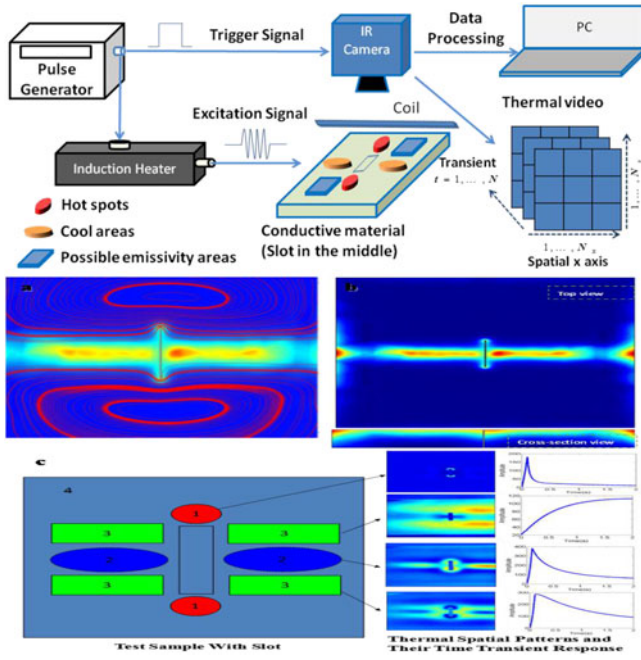 Pulse
Generator
Trigger Signal
IR
Camera
Data
Processing
PC
Excitation Signal
Coil
Thermal video
Induction Heater
Transient
t = 1, … , N
1, … , N
Hot spots
Cool areas
Possible emissivity areas
Conductive material
(Slot in the middle)
1, … , N x
Spatial x axis
a
b
Top view
Cross-section view
c
4
1
3
3
2
2
3
3
1
Test Sample With Slot
Thermal Spatial Patterns and
Their Time Transient Response